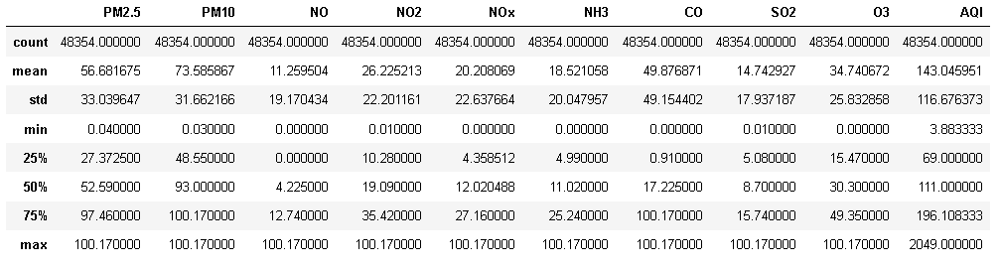 PM2.5 PM10 NO NO2 NOx NH3 CO SO2 O3 AQI
count 48354.000000 48354.000000 48354.000000 48354.000000 48354.000000 48354.000000 48354.000000 48354.000000 48354.000000 48354.000000
mean 56.681675 73.585867 11.259504 26.225213 20.208069 18.521058 49.876871 14.742927 34.740672 143.045951
std 33.039647 31.662166 19.170434 22.201161 22.637664 20.047957 49.154402 17.937187 25.832858 116.676373
min 0.040000 0.030000 0.000000 0.010000 0.000000 0.000000 0.000000 0.010000 0.000000 3.883333
25% 27.372500 48.550000 0.000000 10.280000 4.358512 4.990000 0.910000 5.080000 15.470000 69.000000
50% 52.590000 93.000000 4.225000 19.090000 12.020488 11.020000 17.225000 8.700000 30.300000 111.000000
75% 97.460000 100.170000 12.740000 35.420000 27.160000 25.240000 100.170000 15.740000 49.350000 196.108333
max 100.170000 100.170000 100.170000 100.170000 100.170000 100.170000 100.170000 100.170000 100.170000 2049.000000